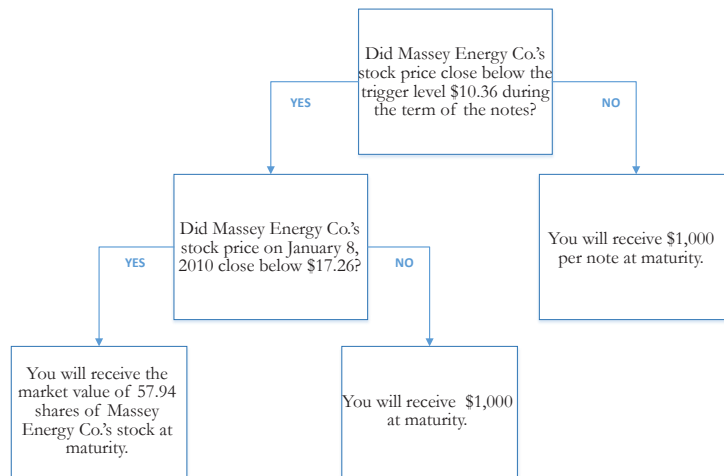 Did Massey Energy Co.'s
stock price close below the
trigger level $10.36 during
the term of the notes?
YES
NO
Did Massey Energy Co.'s
stock price on January 8,
2010 close below $17.26?
You will receive $1,000
per note at maturity.
YES
NO
You will receive the
market value of 57.94
shares of Massey
Energy Co.'s stock at
maturity.
You will receive $1,000
at maturity.